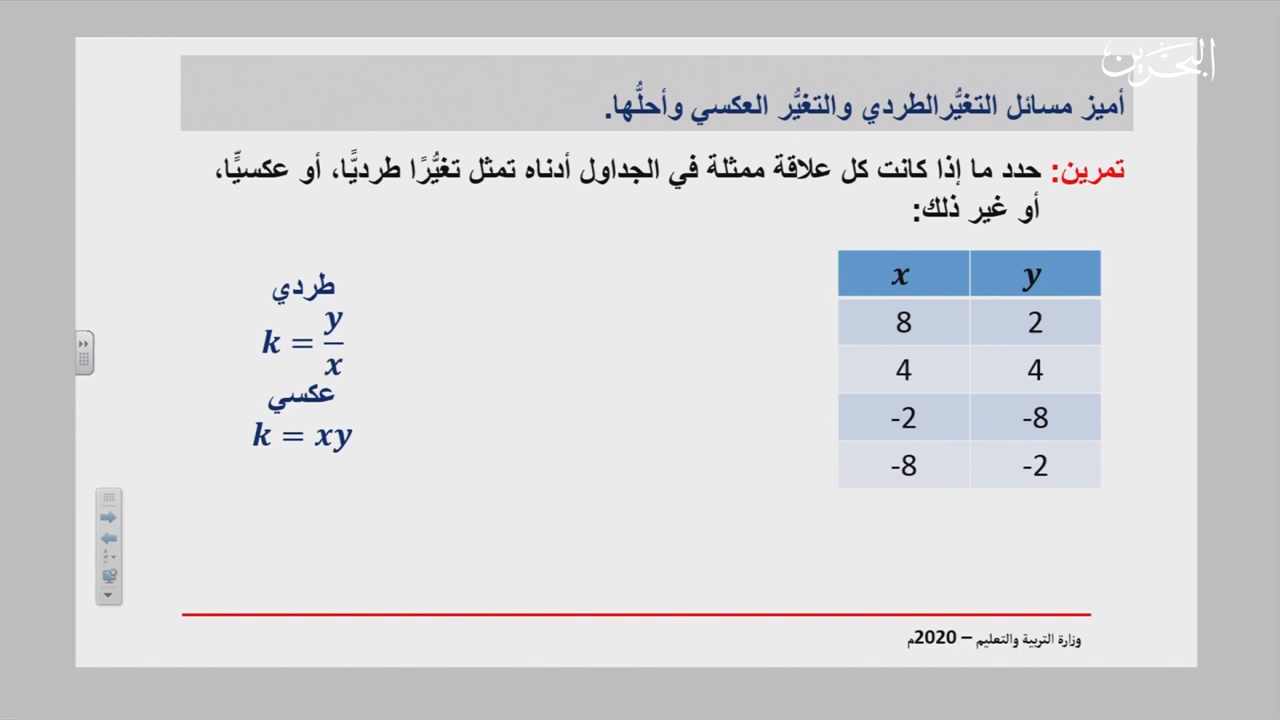 البحرين
أميز مسائل التغيُّرالطردي والتغيُّر العكسي وأحلُّها.
تمرين: حدد ما إذا كانت كل علاقة ممثلة في الجداول أدناه تمثل تغيُّرًا طرديًّا، أو عكسيًّا،
أو غير ذلك:
x y
8 2
4 4
-2 -8
-8 -2
طردي
k = y/x
عكسي
k = xy
وزارة التربية والتعليم – 2020م